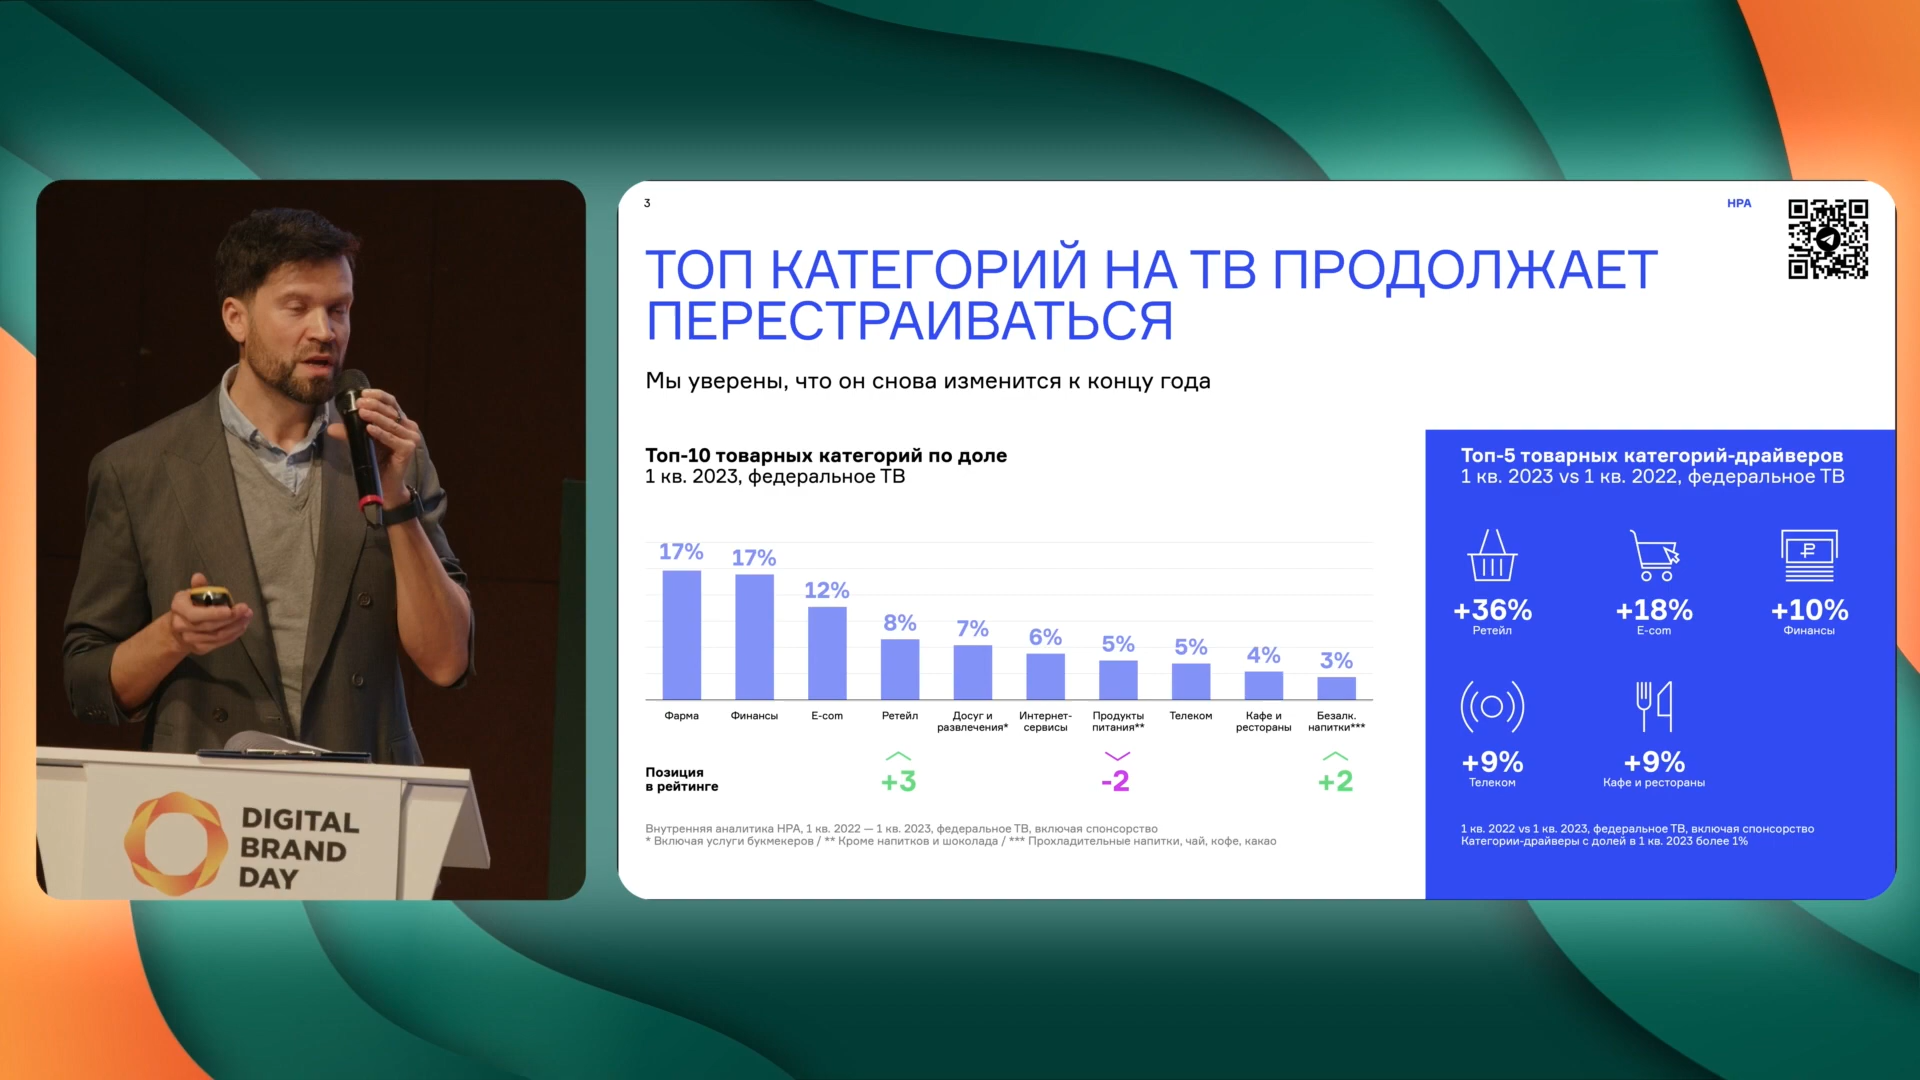 DIGITAL
BRAND
DAY
3
НРА
ТОП КАТЕГОРИЙ НА ТВ ПРОДОЛЖАЕТ
ПЕРЕСТРАИВАТЬСЯ
Мы уверены, что он снова изменится к концу года
Топ-10 товарных категорий по доле
1 кв. 2023, федеральное ТВ
17% 17% 12% 8% 7% 6% 5% 5% 4% 3%
Фарма Финансы E-com Ретейл Досуг и развлечения* Интернет-сервисы Продукты питания** Телеком Кафе и рестораны Безалк. напитки***
Позиция
в рейтинге
+3 -2 +2
Внутренняя аналитика НРА, 1 кв. 2022 — 1 кв. 2023, федеральное ТВ, включая спонсорство
* Включая услуги букмекеров / ** Кроме напитков и шоколада / *** Прохладительные напитки, чай, кофе, какао
Топ-5 товарных категорий-драйверов
1 кв. 2023 vs 1 кв. 2022, федеральное ТВ
+36% +18% +10%
Ретейл E-com Финансы
+9% +9%
Телеком Кафе и рестораны
1 кв. 2022 vs 1 кв. 2023, федеральное ТВ, включая спонсорство
Категории-драйверы с долей в 1 кв. 2023 более 1%